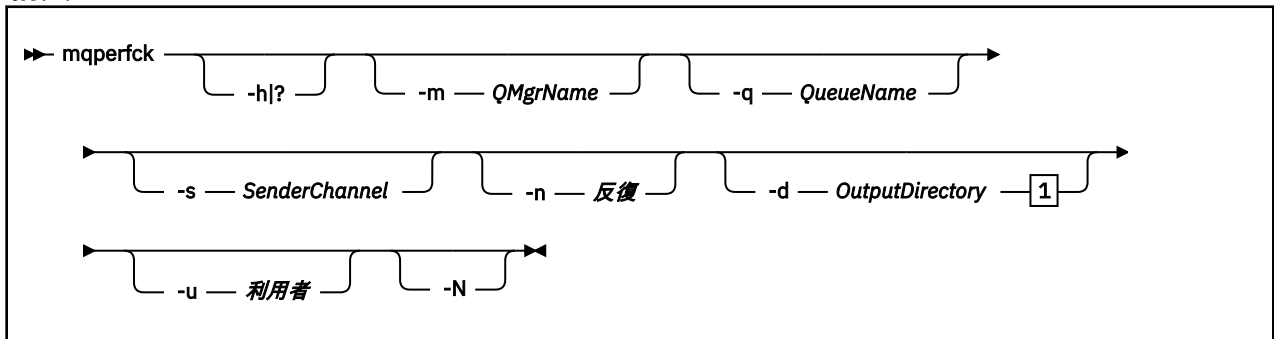 mqperfck
-h|?
-m QMgrName
-q QueueName
-s SenderChannel
-n 反復
-d OutputDirectory 1
-u 利用者
-N